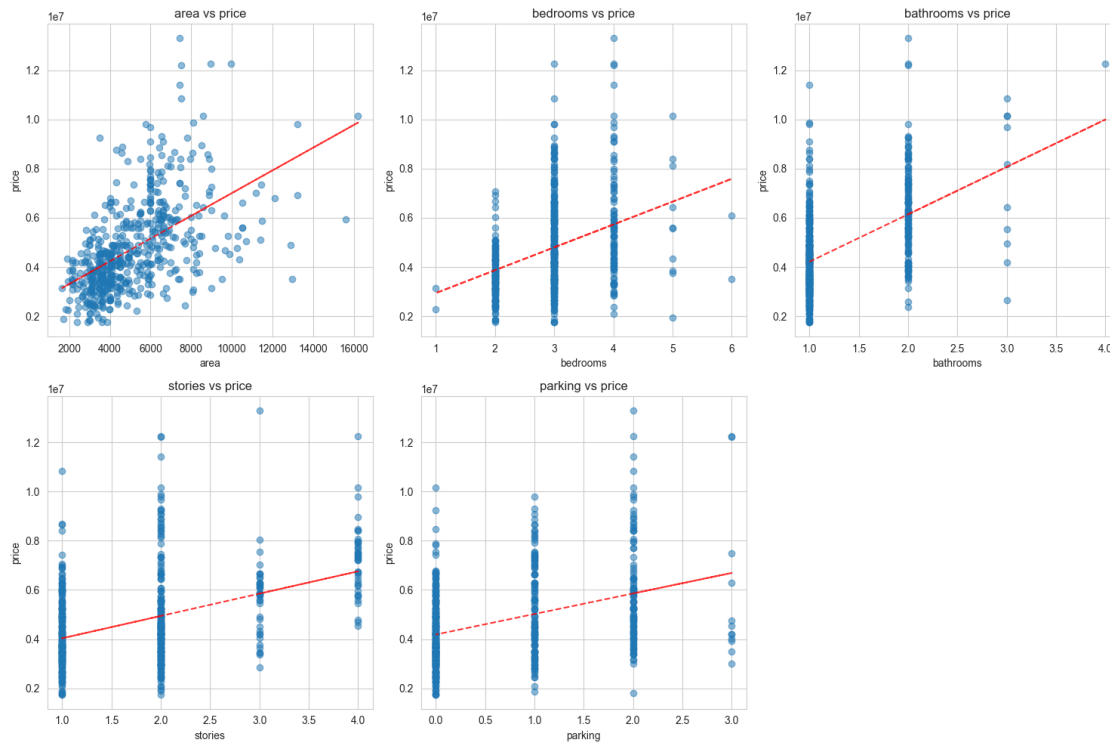 area vs price
1e7
1.2
1.0
0.8
0.6
0.4
0.2
price
2000 4000 6000 8000 10000 12000 14000 16000
area
bedrooms vs price
1e7
1.2
1.0
0.8
0.6
0.4
0.2
price
1 2 3 4 5 6
bedrooms
bathrooms vs price
1e7
1.2
1.0
0.8
0.6
0.4
0.2
price
1.0 1.5 2.0 2.5 3.0 3.5 4.0
bathrooms
stories vs price
1e7
1.2
1.0
0.8
0.6
0.4
0.2
price
1.0 1.5 2.0 2.5 3.0 3.5 4.0
stories
parking vs price
1e7
1.2
1.0
0.8
0.6
0.4
0.2
price
0.0 0.5 1.0 1.5 2.0 2.5 3.0
parking